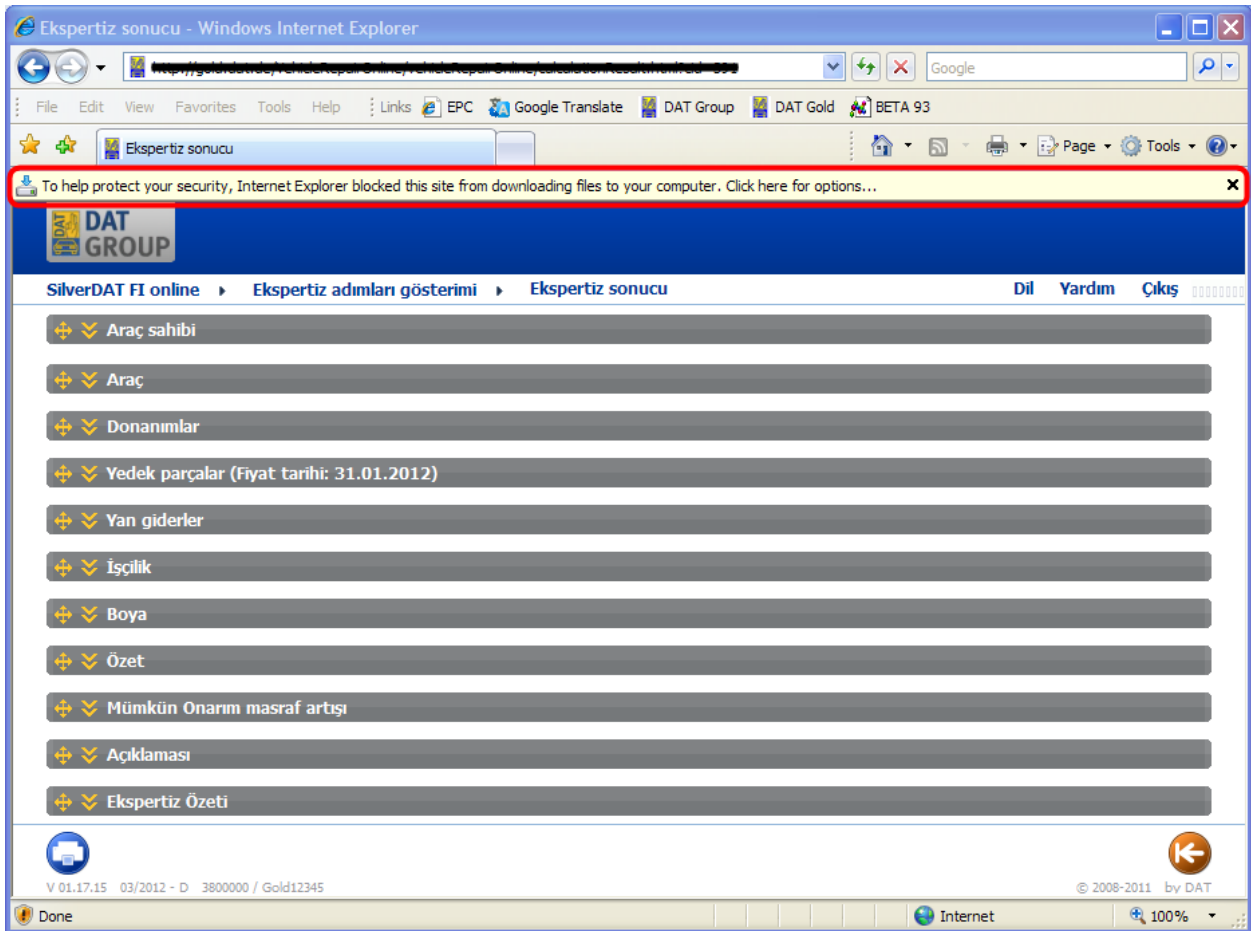 Ekspertiz sonucu - Windows Internet Explorer
Google
File Edit View Favorites Tools Help Links EPC Google Translate DAT Group DAT Gold BETA 93
Ekspertiz sonucu Page Tools
To help protect your security, Internet Explorer blocked this site from downloading files to your computer. Click here for options...
DAT DAT
GROUP
SilverDAT FI online Ekspertiz adımları gösterimi Ekspertiz sonucu Dil Yardım Çıkış
Araç sahibi
Araç
Donanımlar
Yedek parçalar (Fiyat tarihi: 31.01.2012)
Yan giderler
İşçilik
Boya
Özet
Mümkün Onarım masraf artışı
Açıklaması
Ekspertiz Özeti
V 01.17.15 03/2012 - D 3800000 / Gold12345 © 2008-2011 by DAT
Done Internet 100%